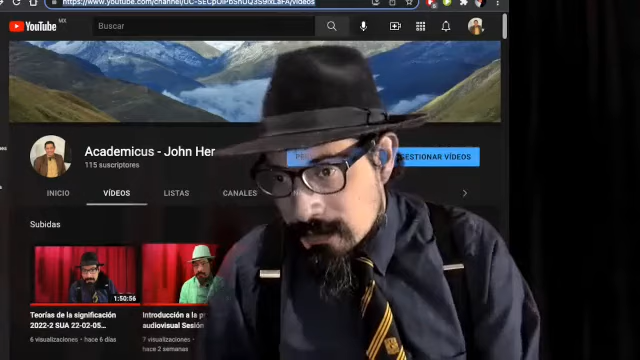 https://www.youtube.com/channel/
/videos
YouTube MX
Buscar
Academicus - John Her
115 suscriptores
GESTIONAR VÍDEOS
INICIO
VÍDEOS
LISTAS
CANALES
Subidas
1:50:56
Teorías de la significación
2022-2 SUA 22-02-05...
6 visualizaciones • hace 6 días
Introducción a la pr
audiovisual Sesión
7 visualizaciones •
hace 2 semanas